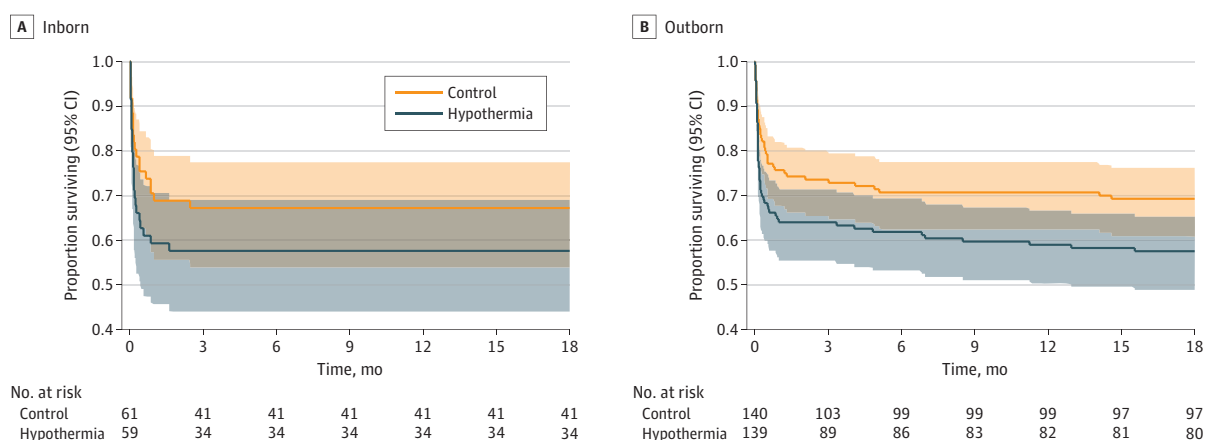 A Inborn
1.0
0.9
0.8
0.7
0.6
0.5
0.4
Proportion surviving (95% CI)
Control
Hypothermia
0 3 6 9 12 15 18
Time, mo
No. at risk
Control 61 41 41 41 41 41 41
Hypothermia 59 34 34 34 34 34 34
B Outborn
1.0
0.9
0.8
0.7
0.6
0.5
0.4
Proportion surviving (95% CI)
0 3 6 9 12 15 18
Time, mo
No. at risk
Control 140 103 99 99 99 97 97
Hypothermia 139 89 86 83 82 81 80